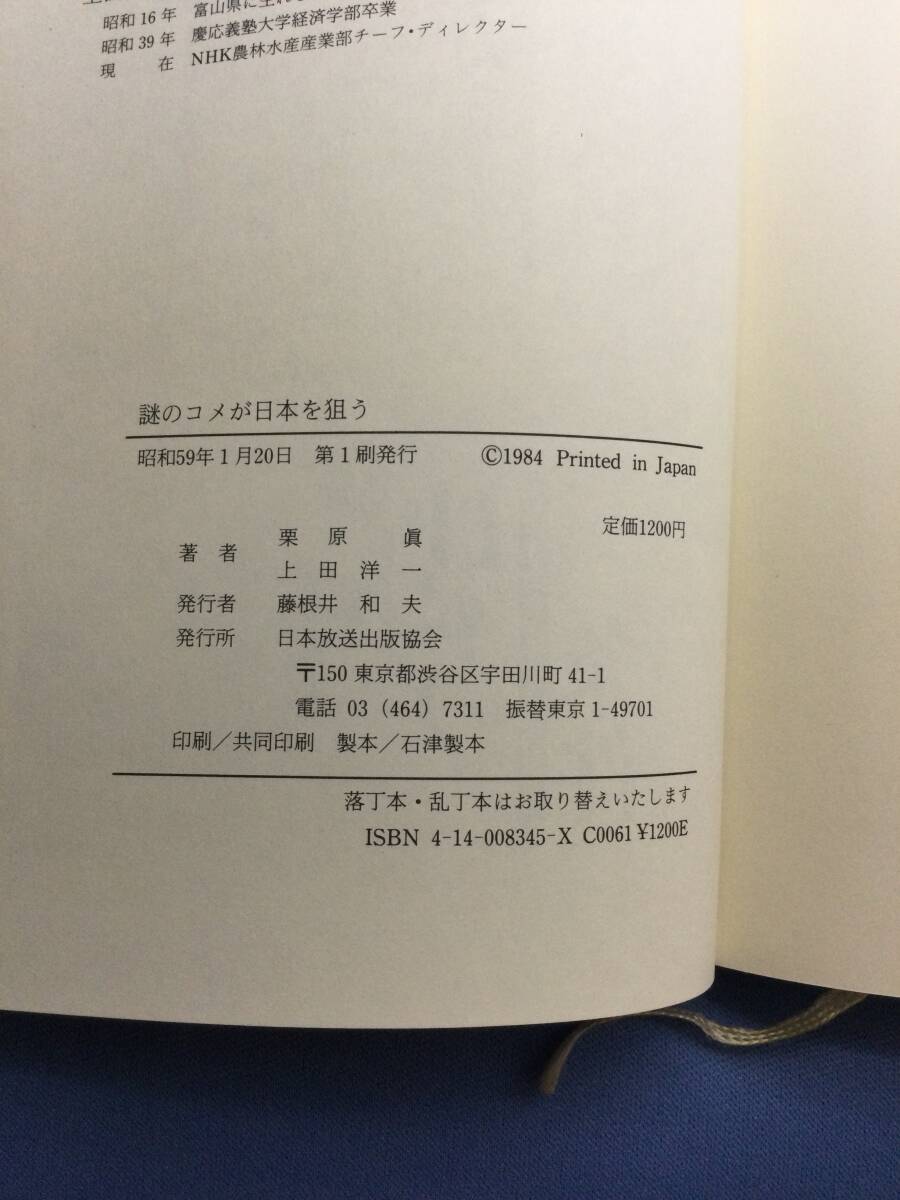 昭和16年 富山県に生れ
昭和39年 慶応義塾大学経済学部卒業
現 在 NHK農林水産産業部チーフ・ディレクター
謎のコメが日本を狙う
昭和59年1月20日 第1刷発行 ©1984 Printed in Japan
定価1200円
著 者 栗 原 眞
上 田 洋 一
発行者 藤根井 和 夫
発行所 日本放送出版協会
〒150 東京都渋谷区宇田川町 41-1
電話 03 (464) 7311 振替東京 1-49701
印刷/共同印刷 製本/石津製本
落丁本・乱丁本はお取り替えいたします
ISBN 4-14-008345-X C0061 ¥1200E